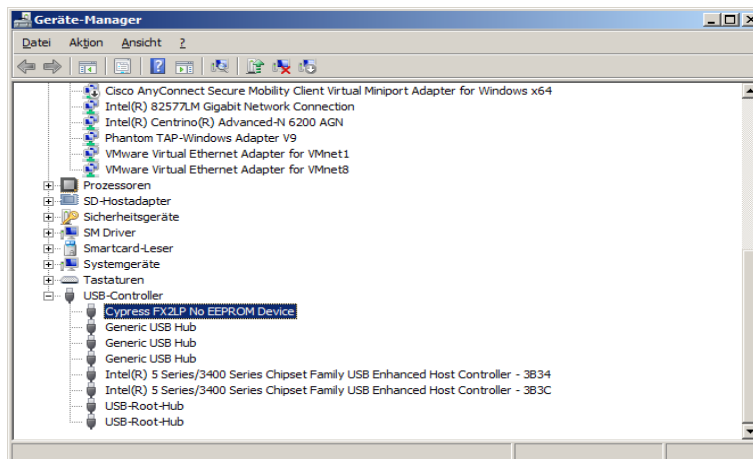 Geräte-Manager
Datei Aktion Ansicht ?
Cisco AnyConnect Secure Mobility Client Virtual Miniport Adapter for Windows x64
Intel(R) 82577LM Gigabit Network Connection
Intel(R) Centrino(R) Advanced-N 6200 AGN
Phantom TAP-Windows Adapter V9
VMware Virtual Ethernet Adapter for VMnet1
VMware Virtual Ethernet Adapter for VMnet8
Prozessoren
SD-Hostadapter
Sicherheitsgeräte
SM Driver
Smartcard-Leser
Systemgeräte
Tastaturen
USB-Controller
Cypress FX2LP No EEPROM Device
Generic USB Hub
Generic USB Hub
Generic USB Hub
Intel(R) 5 Series/3400 Series Chipset Family USB Enhanced Host Controller - 3B34
Intel(R) 5 Series/3400 Series Chipset Family USB Enhanced Host Controller - 3B3C
USB-Root-Hub
USB-Root-Hub